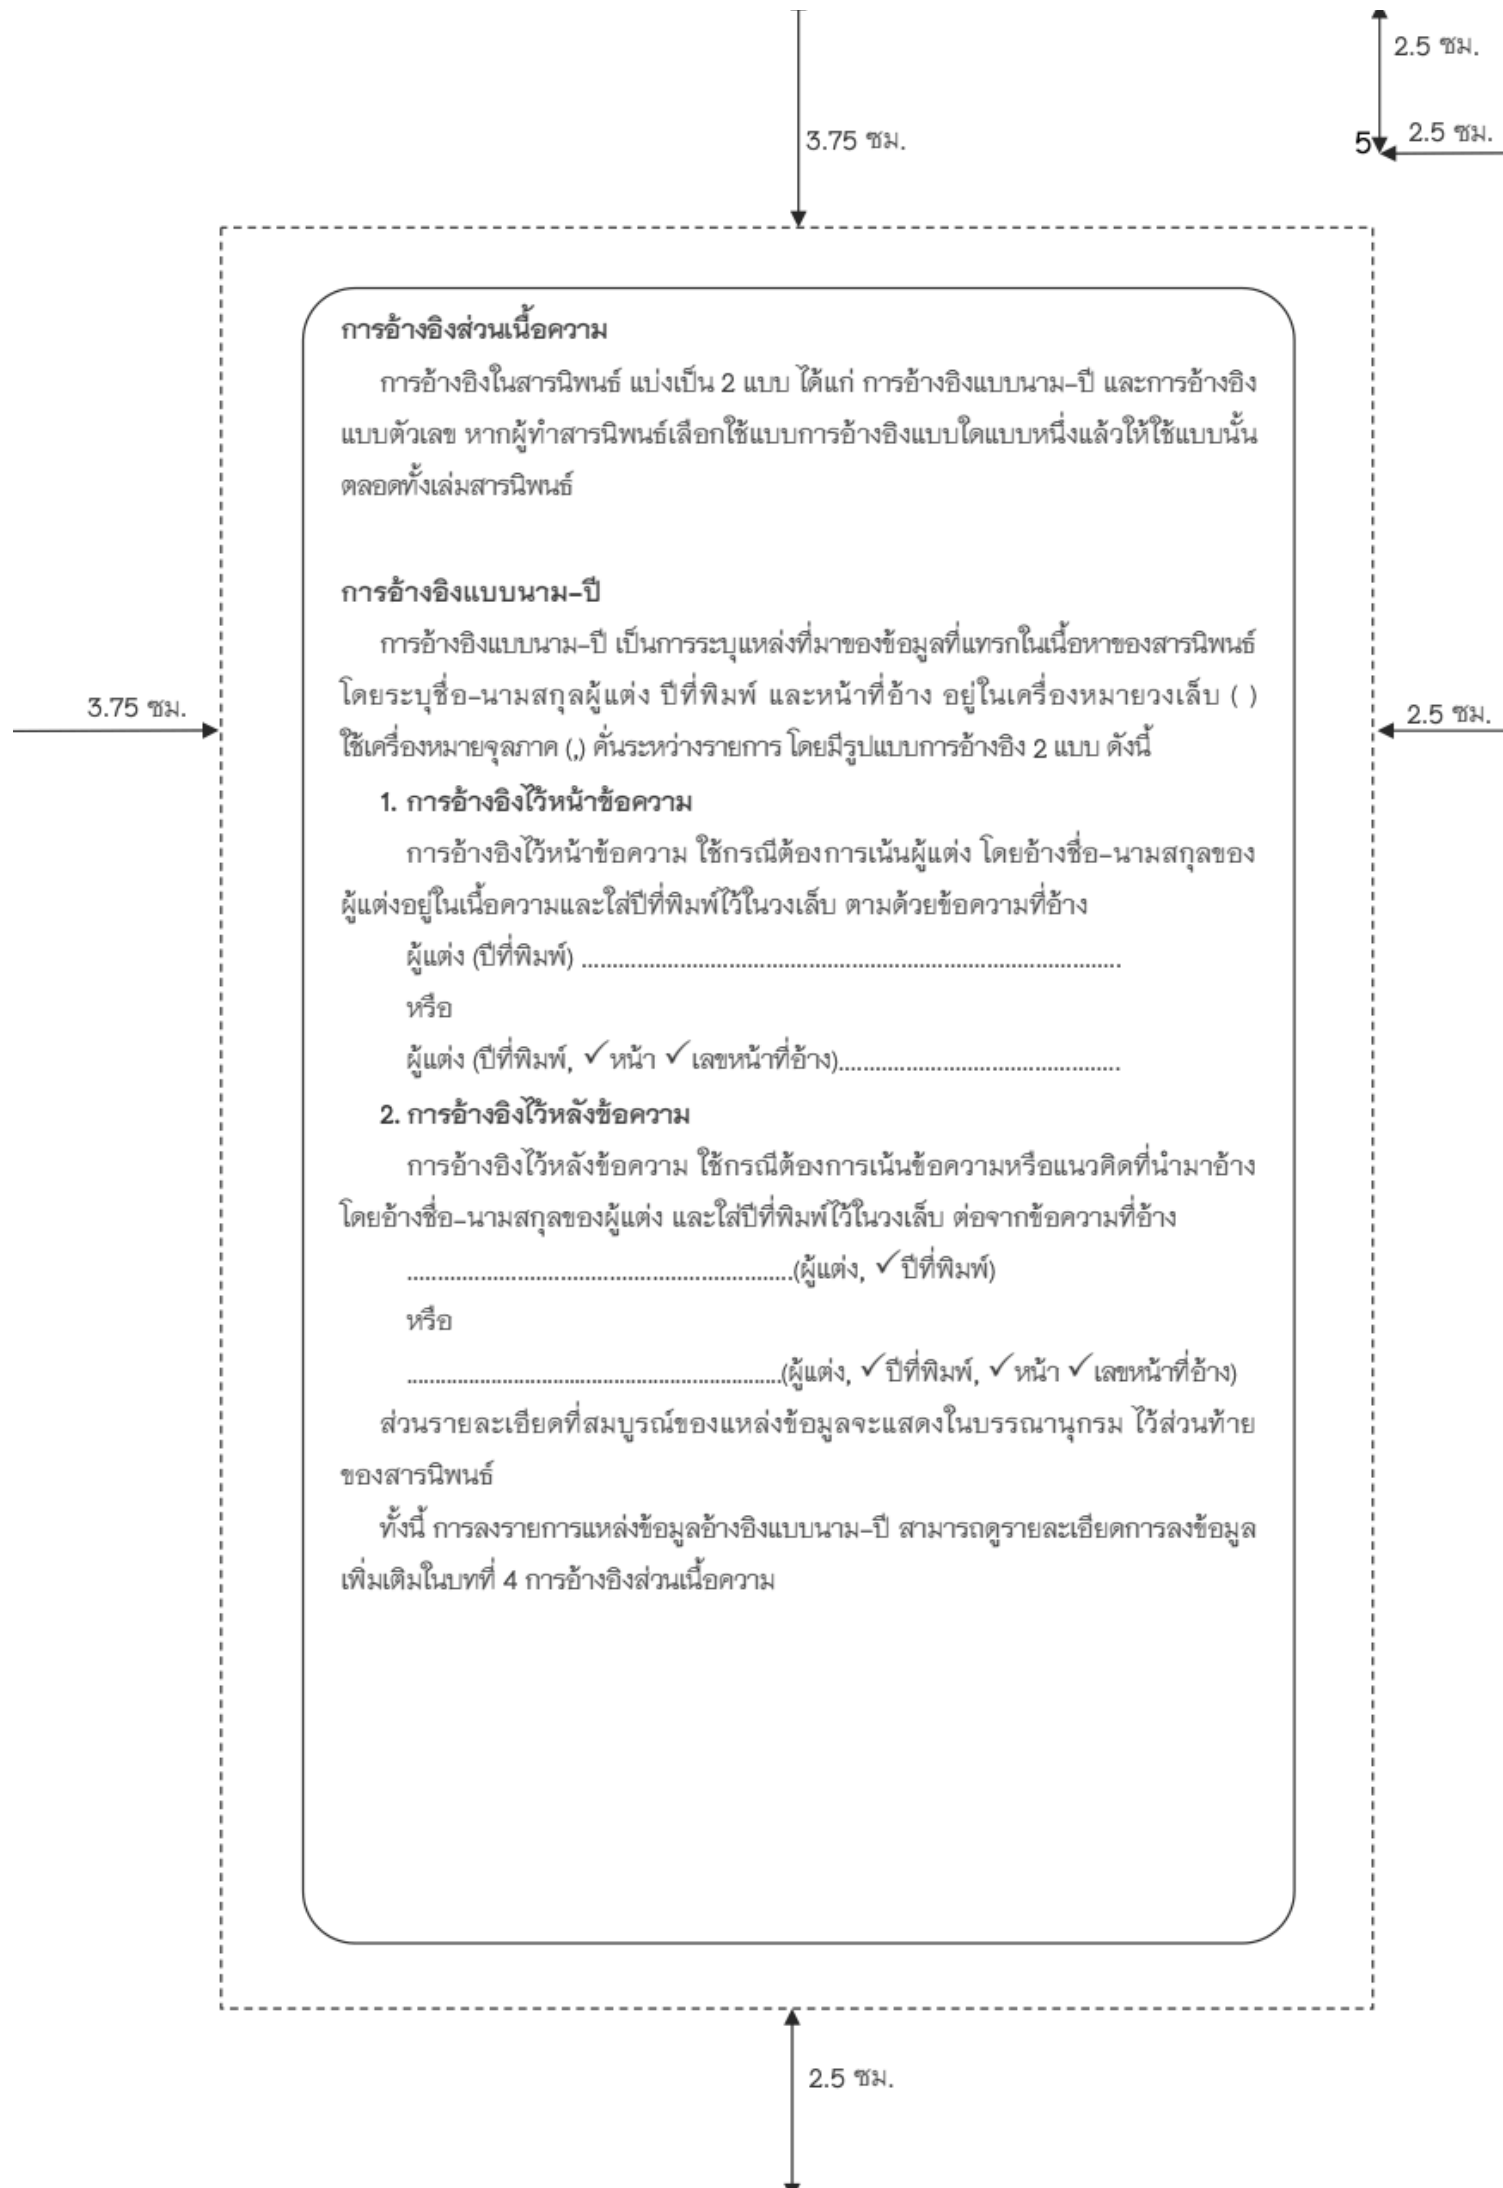 2.5 ซม.
3.75 ซม.
5
2.5 ซม.
การอ้างอิงส่วนเนื้อความ
การอ้างอิงในสารนิพนธ์ แบ่งเป็น 2 แบบ ได้แก่ การอ้างอิงแบบนาม-ปี และการอ้างอิง
แบบตัวเลข หากผู้ทำสารนิพนธ์เลือกใช้แบบการอ้างอิงแบบใดแบบหนึ่งแล้วให้ใช้แบบนั้น
ตลอดทั้งเล่มสารนิพนธ์
การอ้างอิงแบบนาม-ปี
การอ้างอิงแบบนาม-ปี เป็นการระบุแหล่งที่มาของข้อมูลที่แทรกในเนื้อหาของสารนิพนธ์
โดยระบุชื่อ-นามสกุลผู้แต่ง ปีที่พิมพ์ และหน้าที่อ้าง อยู่ในเครื่องหมายวงเล็บ ( )
3.75 ซม.
2.5 ซม.
ใช้เครื่องหมายจุลภาค (,) คั่นระหว่างรายการ โดยมีรูปแบบการอ้างอิง 2 แบบ ดังนี้
1. การอ้างอิงไว้หน้าข้อความ
การอ้างอิงไว้หน้าข้อความ ใช้กรณีต้องการเน้นผู้แต่ง โดยอ้างชื่อ-นามสกุลของ
ผู้แต่งอยู่ในเนื้อความและใส่ปีที่พิมพ์ไว้ในวงเล็บ ตามด้วยข้อความที่อ้าง
ผู้แต่ง (ปีที่พิมพ์) ........................................................................................
หรือ
ผู้แต่ง (ปีที่พิมพ์, ✓หน้า ✓เลขหน้าที่อ้าง)..............................................
2. การอ้างอิงไว้หลังข้อความ
การอ้างอิงไว้หลังข้อความ ใช้กรณีต้องการเน้นข้อความหรือแนวคิดที่นำมาอ้าง
โดยอ้างชื่อ-นามสกุลของผู้แต่ง และใส่ปีที่พิมพ์ไว้ในวงเล็บ ต่อจากข้อความที่อ้าง
...............................................................(ผู้แต่ง, ✓ปีที่พิมพ์)
หรือ
.............................................................(ผู้แต่ง, ✓ปีที่พิมพ์, ✓หน้า ✓เลขหน้าที่อ้าง)
ส่วนรายละเอียดที่สมบูรณ์ของแหล่งข้อมูลจะแสดงในบรรณานุกรม ไว้ส่วนท้าย
ของสารนิพนธ์
ทั้งนี้ การลงรายการแหล่งข้อมูลอ้างอิงแบบนาม-ปี สามารถดูรายละเอียดการลงข้อมูล
เพิ่มเติมในบทที่ 4 การอ้างอิงส่วนเนื้อความ
2.5 ซม.